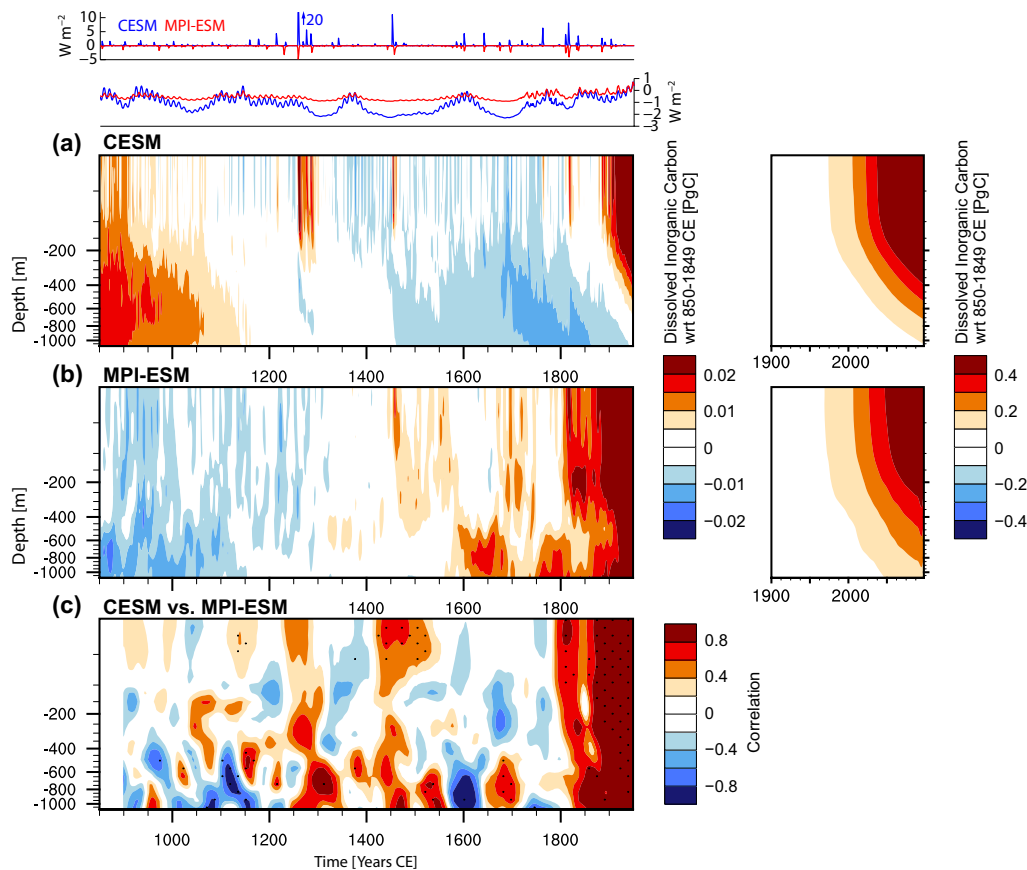 10
5
0
−5
W m⁻²
CESM MPI-ESM
20
1
0
−1
−2
−3
W m⁻²
(a) CESM
-200
-400
-600
-800
-1000
Depth [m]
1200 1400 1600 1800
Dissolved Inorganic Carbon
wrt 850-1849 CE [PgC]
1900 2000
Dissolved Inorganic Carbon
wrt 850-1849 CE [PgC]
(b) MPI-ESM
-200
-400
-600
-800
-1000
Depth [m]
1200 1400 1600 1800
0.02
0.01
0
−0.01
−0.02
1900 2000
0.4
0.2
0
−0.2
−0.4
(c) CESM vs. MPI-ESM
-200
-400
-600
-800
-1000
1000 1200 1400 1600 1800
Time [Years CE]
0.8
0.4
0
−0.4
−0.8
Correlation